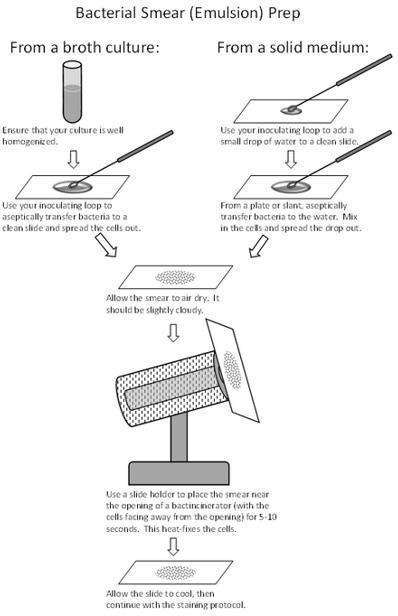 Bacterial Smear (Emulsion) Prep
From a broth culture:
Ensure that your culture is well
homogenized.
Use your inoculating loop to
aseptically transfer bacteria to a
clean slide and spread the cells out.
From a solid medium:
Use your inoculating loop to add a
small drop of water to a clean slide.
From a plate or slant, aseptically
transfer bacteria to the water. Mix
in the cells and spread the drop out.
Allow the smear to air dry. It
should be slightly cloudy.
Use a slide holder to place the smear near
the opening of a bactincinerator (with the
cells facing away from the opening) for 5-10
seconds. This heat-fixes the cells.
Allow the slide to cool, then
continue with the staining protocol.